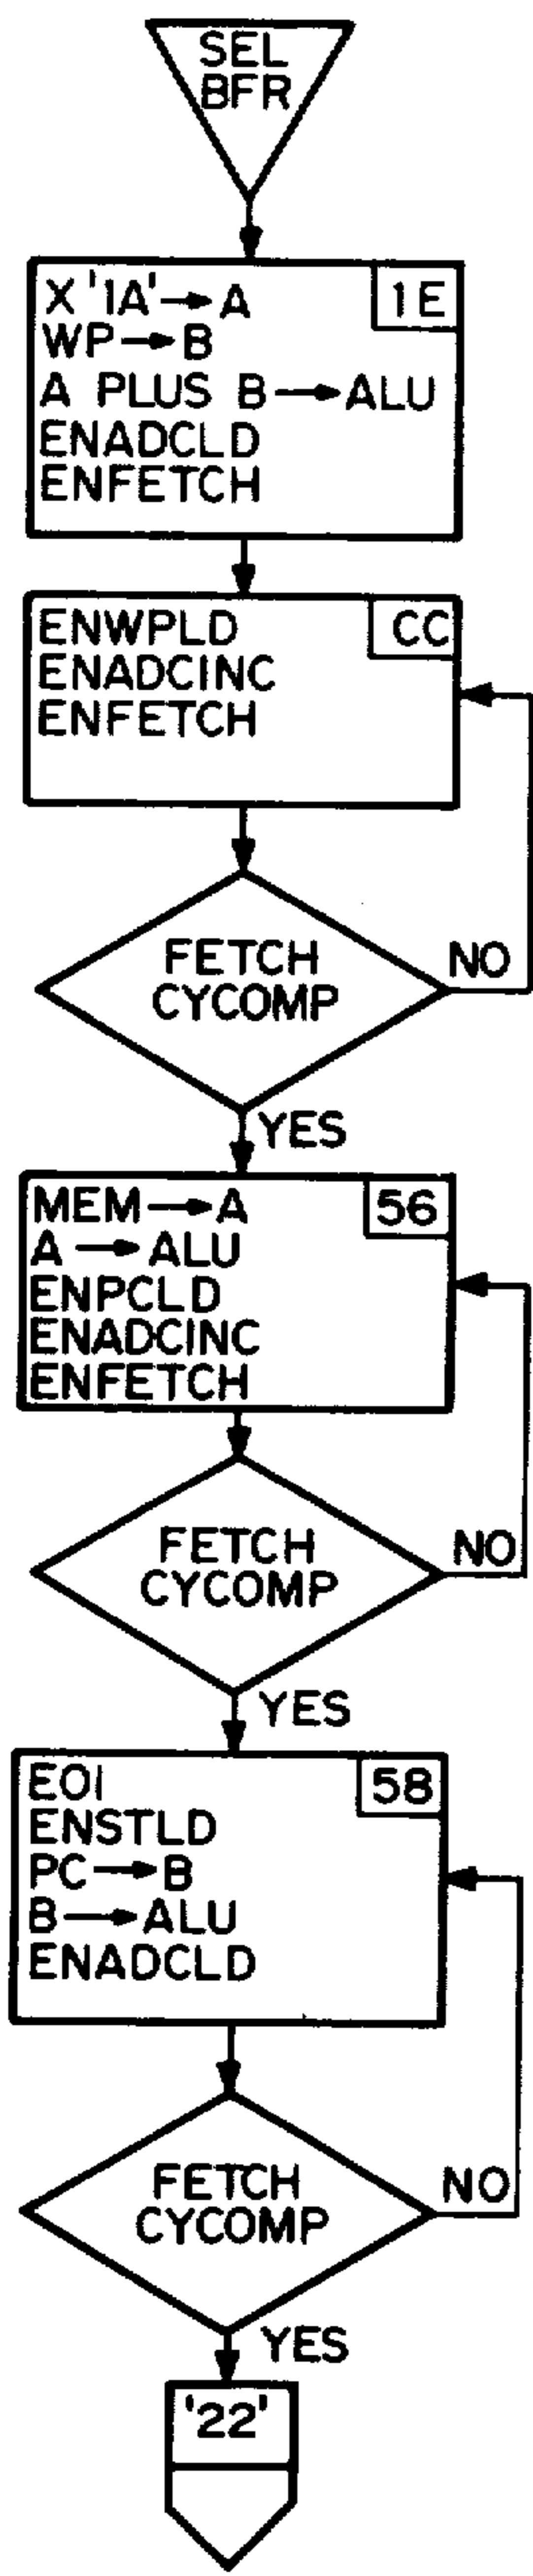 SEL
BFR
X'1A'→A
1E
WP→B
A PLUS B→ALU
ENADCLD
ENFETCH
ENWPLD
CC
ENADCINC
ENFETCH
FETCH
CYCOMP
NO
YES
MEM→A
56
A→ALU
ENPCLD
ENADCINC
ENFETCH
FETCH
CYCOMP
NO
YES
EOI
58
ENSTLD
PC→B
B→ALU
ENADCLD
FETCH
CYCOMP
NO
YES
'22'